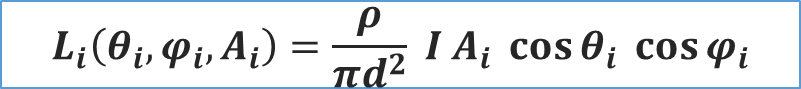 L_i(θ_i, φ_i, A_i) = ρ/(πd²) I A_i cos θ_i cos φ_i